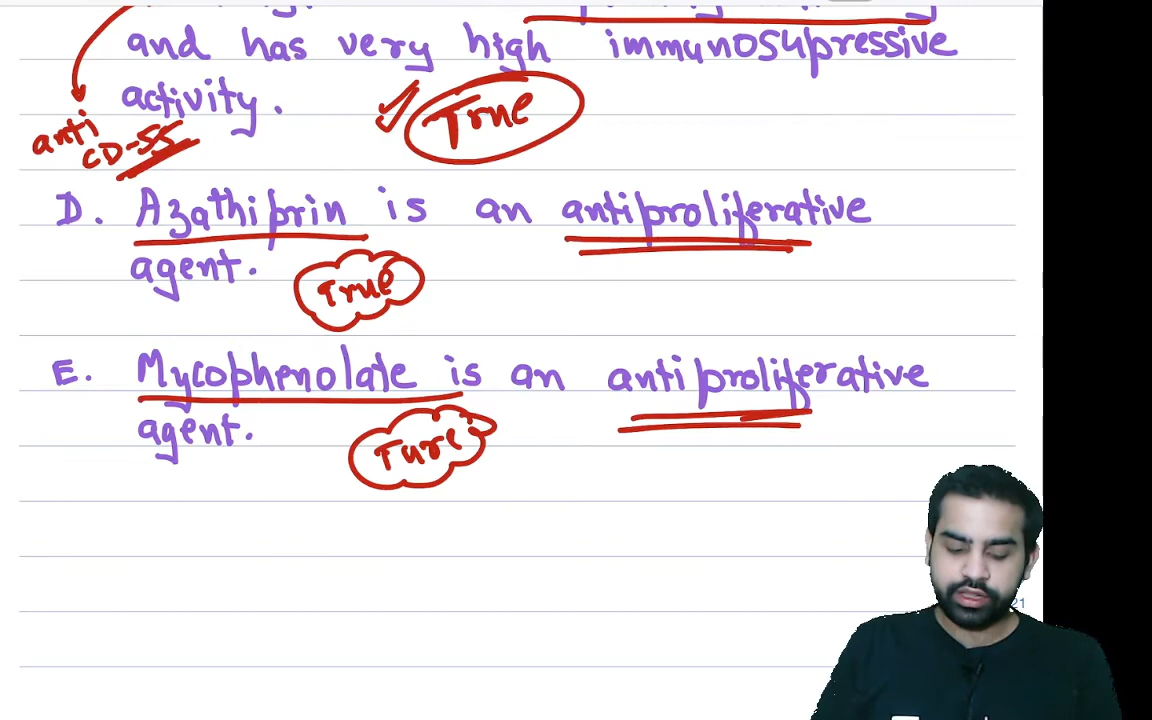 and has very high immunosupressive
activity. True
anti
CD-55
D. Azathiprin is an antiproliferative
agent. True
E. Mycophenolate is an antiproliferative
agent. Ture
21